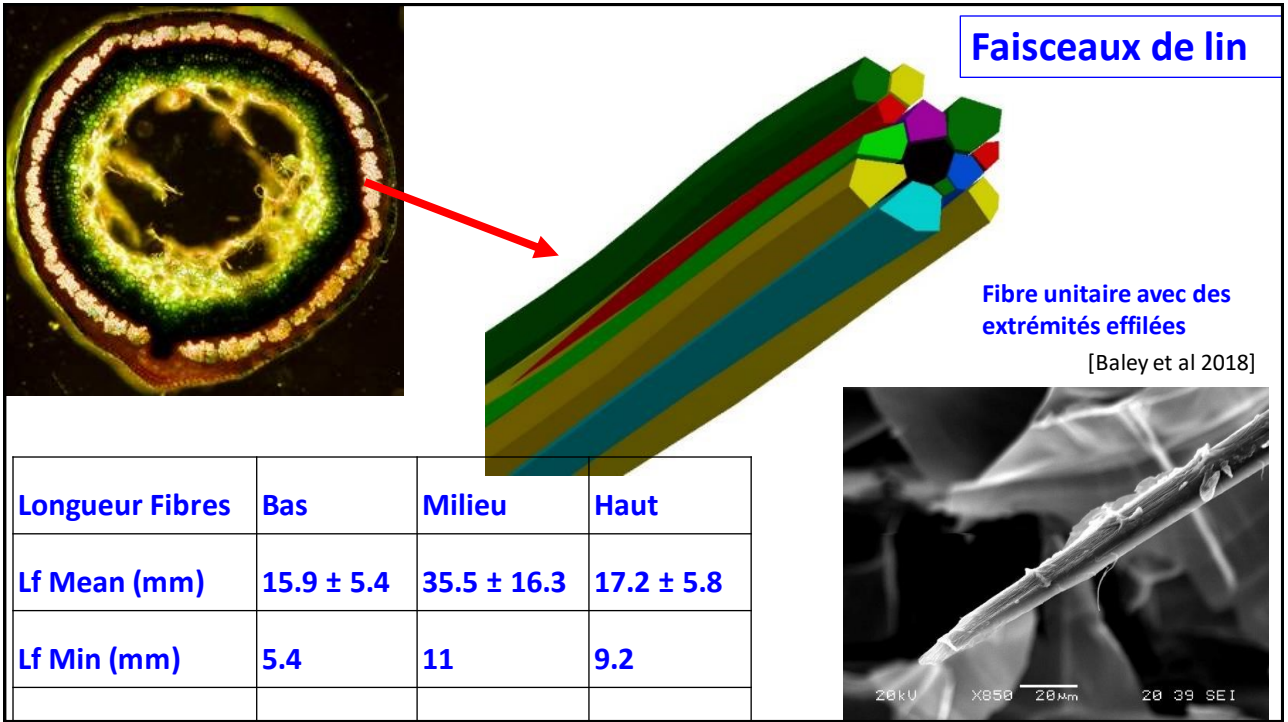 Faisceaux de lin
Fibre unitaire avec des
extrémités effilées
[Baley et al 2018]
Longueur Fibres Bas Milieu Haut
Lf Mean (mm) 15.9 ± 5.4 35.5 ± 16.3 17.2 ± 5.8
Lf Min (mm) 5.4 11 9.2
20kU X850 20µm 20 39 SEI